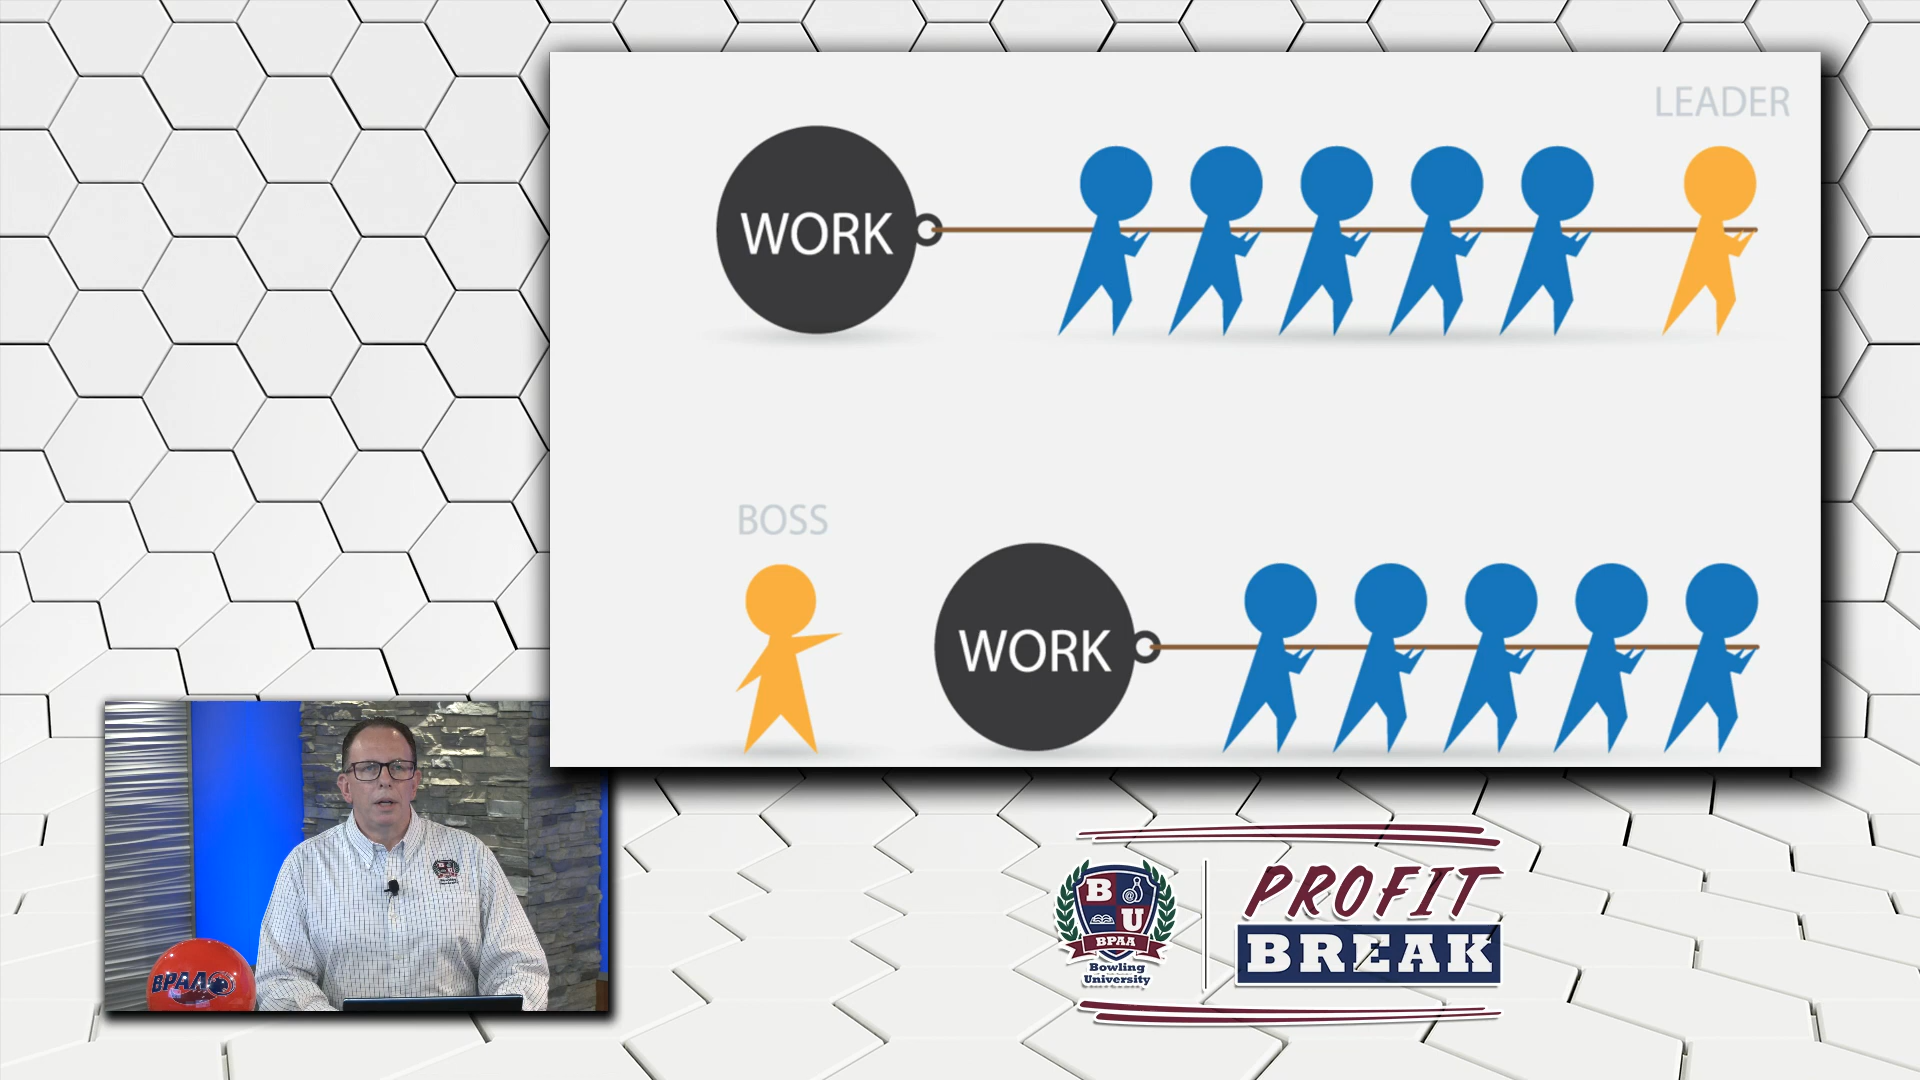 LEADER
WORK
BOSS
WORK
BPAA
B
U
BPAA
Bowling
University
PROFIT
BREAK